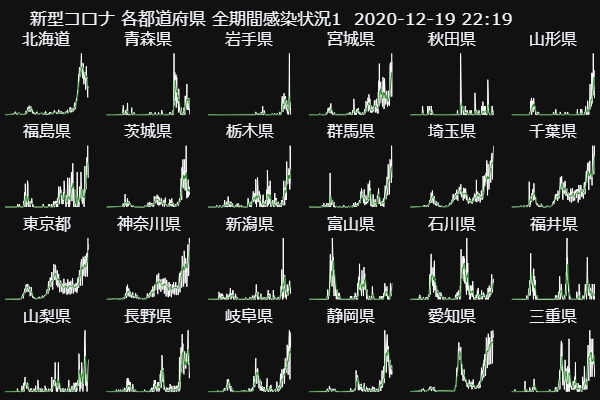 新型コロナ 各都道府県 全期間感染状況1 2020-12-19 22:19
北海道 青森県 岩手県 宮城県 秋田県 山形県
福島県 茨城県 栃木県 群馬県 埼玉県 千葉県
東京都 神奈川県 新潟県 富山県 石川県 福井県
山梨県 長野県 岐阜県 静岡県 愛知県 三重県